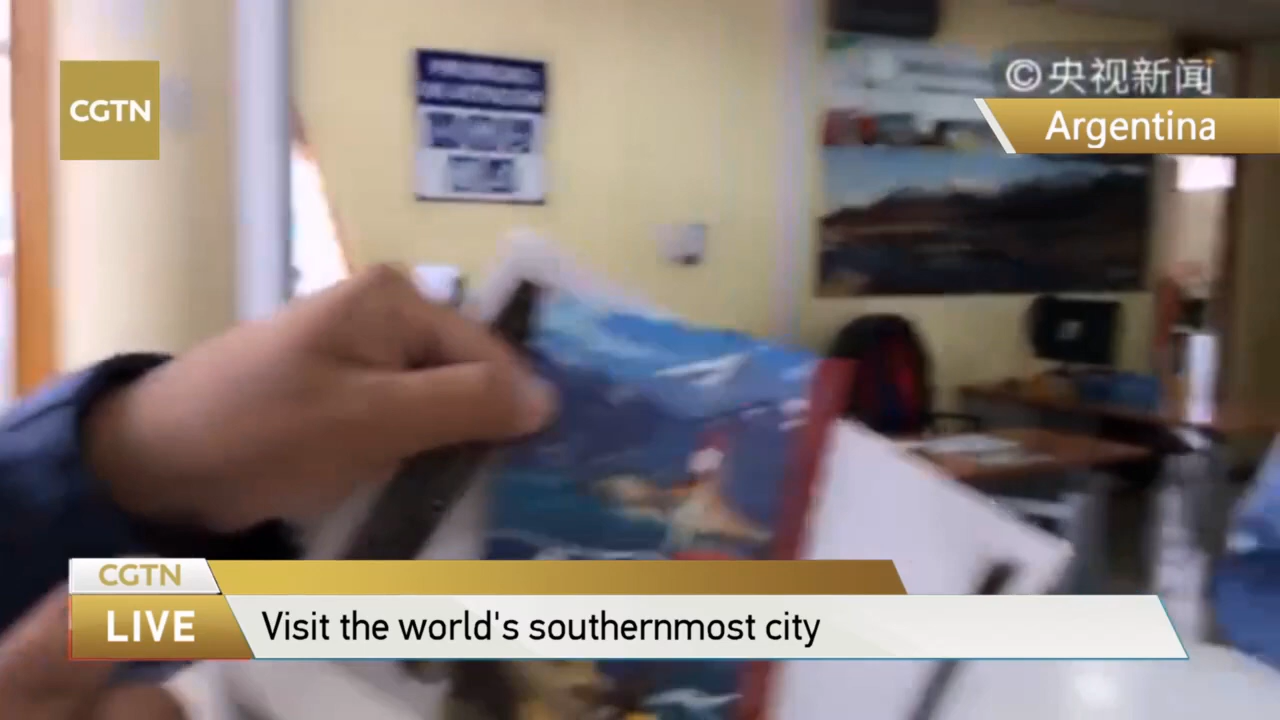 CGTN
©央视新闻
Argentina
CGTN
LIVE
Visit the world's southernmost city